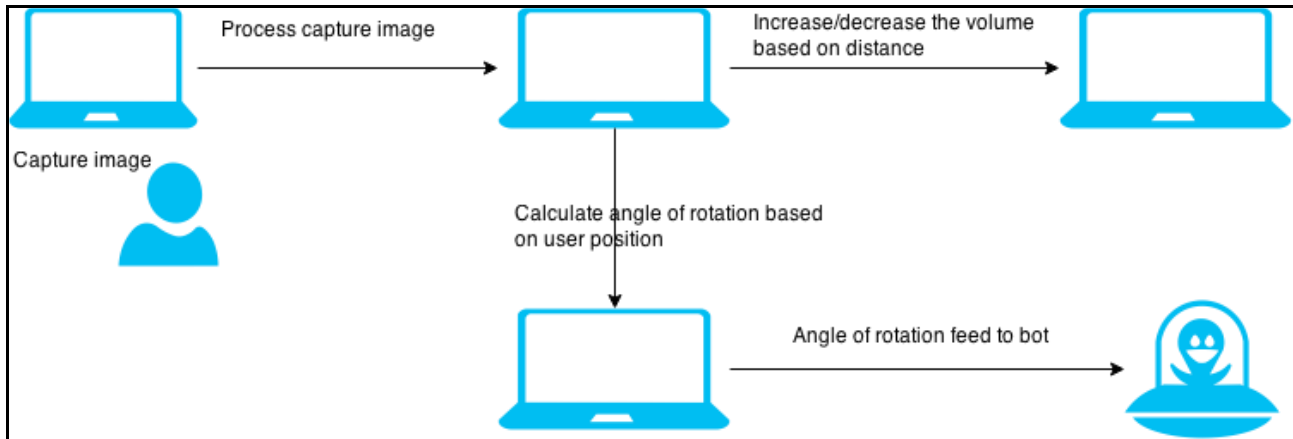 Process capture image
Increase/decrease the volume
based on distance
Capture image
Calculate angle of rotation based
on user position
Angle of rotation feed to bot